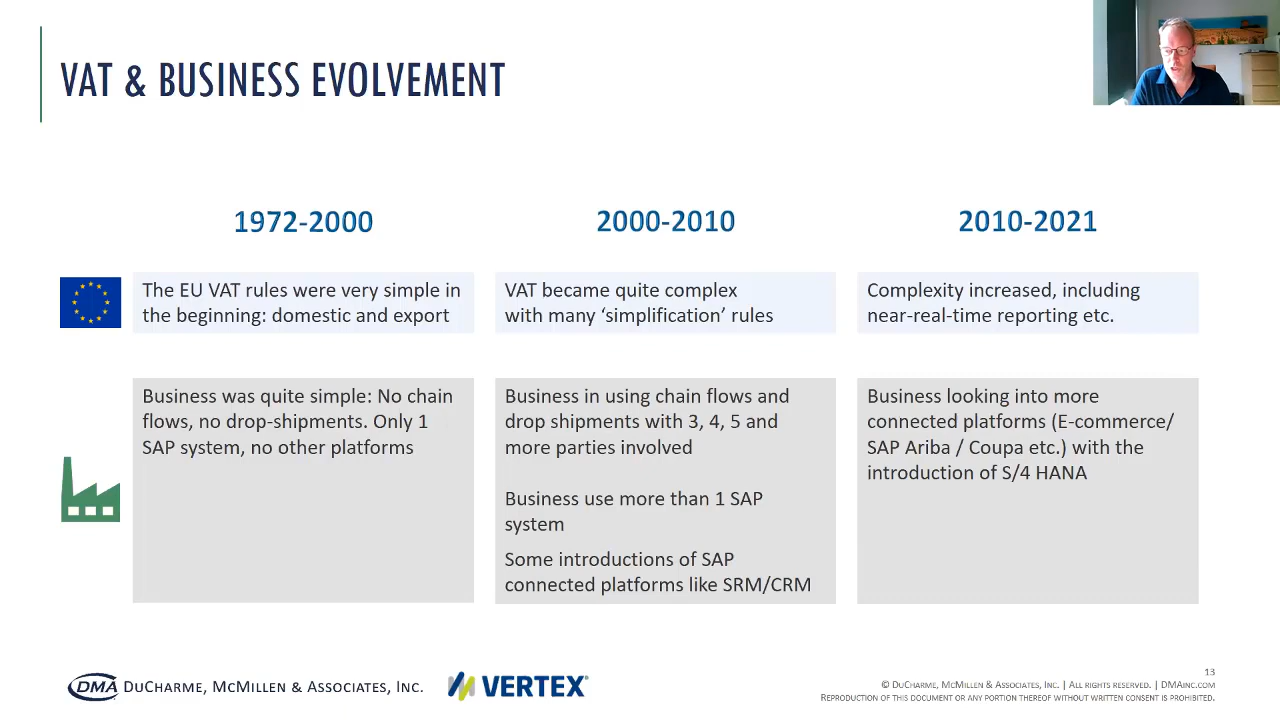 VAT & BUSINESS EVOLVEMENT
1972-2000
2000-2010
2010-2021
The EU VAT rules were very simple in
the beginning: domestic and export
VAT became quite complex
with many ‘simplification’ rules
Complexity increased, including
near-real-time reporting etc.
Business was quite simple: No chain
flows, no drop-shipments. Only 1
SAP system, no other platforms
Business in using chain flows and
drop shipments with 3, 4, 5 and
more parties involved
Business use more than 1 SAP
system
Some introductions of SAP
connected platforms like SRM/CRM
Business looking into more
connected platforms (E-commerce/
SAP Ariba / Coupa etc.) with the
introduction of S/4 HANA
DMA DUCHARME, MCMILLEN & ASSOCIATES, INC.
VERTEX
13
© DUCHARME, MCMILLEN & ASSOCIATES, INC. | ALL RIGHTS RESERVED. | DMAINC.COM
REPRODUCTION OF THIS DOCUMENT OR ANY PORTION THEREOF WITHOUT WRITTEN CONSENT IS PROHIBITED.